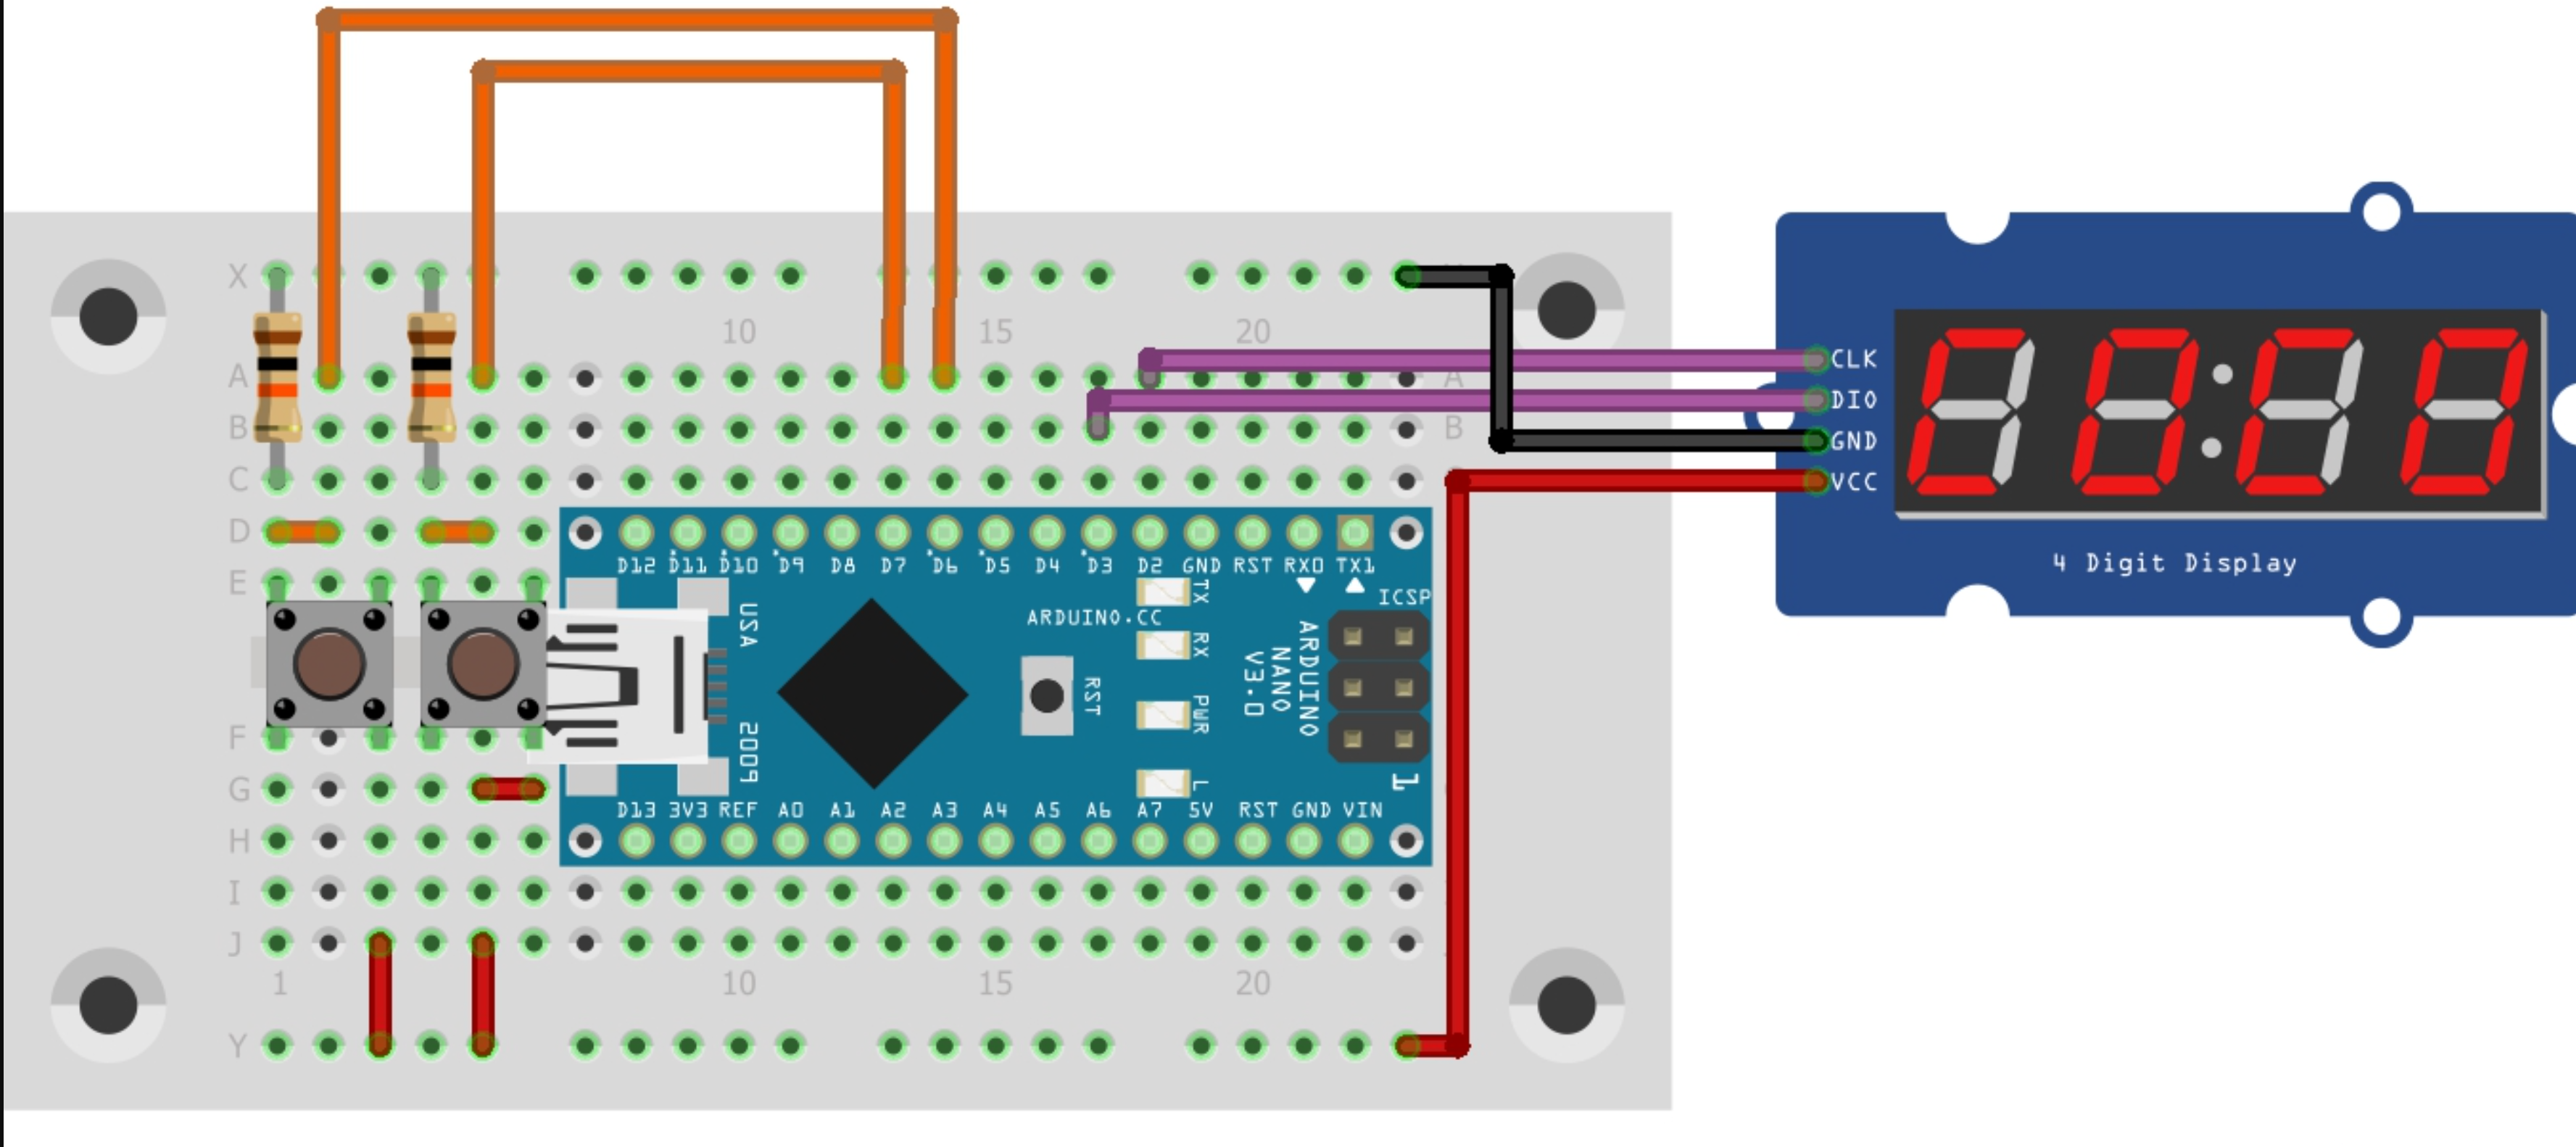 X
10 15 20
A A
B B
C
D
E
F
G
H
I
J
1 10 15 20
Y
D12 D11 D10 D9 D8 D7 D6 D5 D4 D3 D2 GND RST RX0 TX1
TX
ICSP
USA
ARDUINO.CC
RX
ARDUINO
NANO
V3.0
RST
PWR
2009
L
1
D13 3V3 REF A0 A1 A2 A3 A4 A5 A6 A7 5V RST GND VIN
CLK
DIO
GND
VCC
4 Digit Display